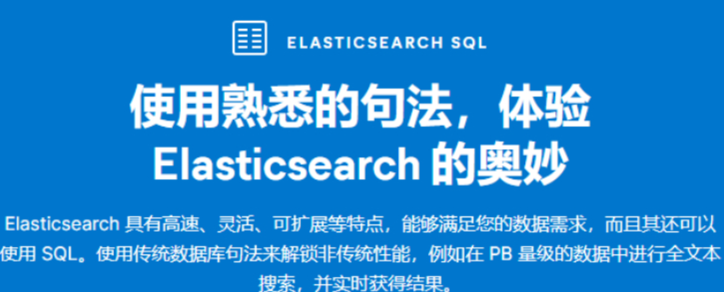 ELASTICSEARCH SQL
使用熟悉的句法，体验
Elasticsearch 的奥妙
Elasticsearch 具有高速、灵活、可扩展等特点，能够满足您的数据需求，而且其还可以
使用 SQL。使用传统数据库句法来解锁非传统性能，例如在 PB 量级的数据中进行全文本
搜索，并实时获得结果。